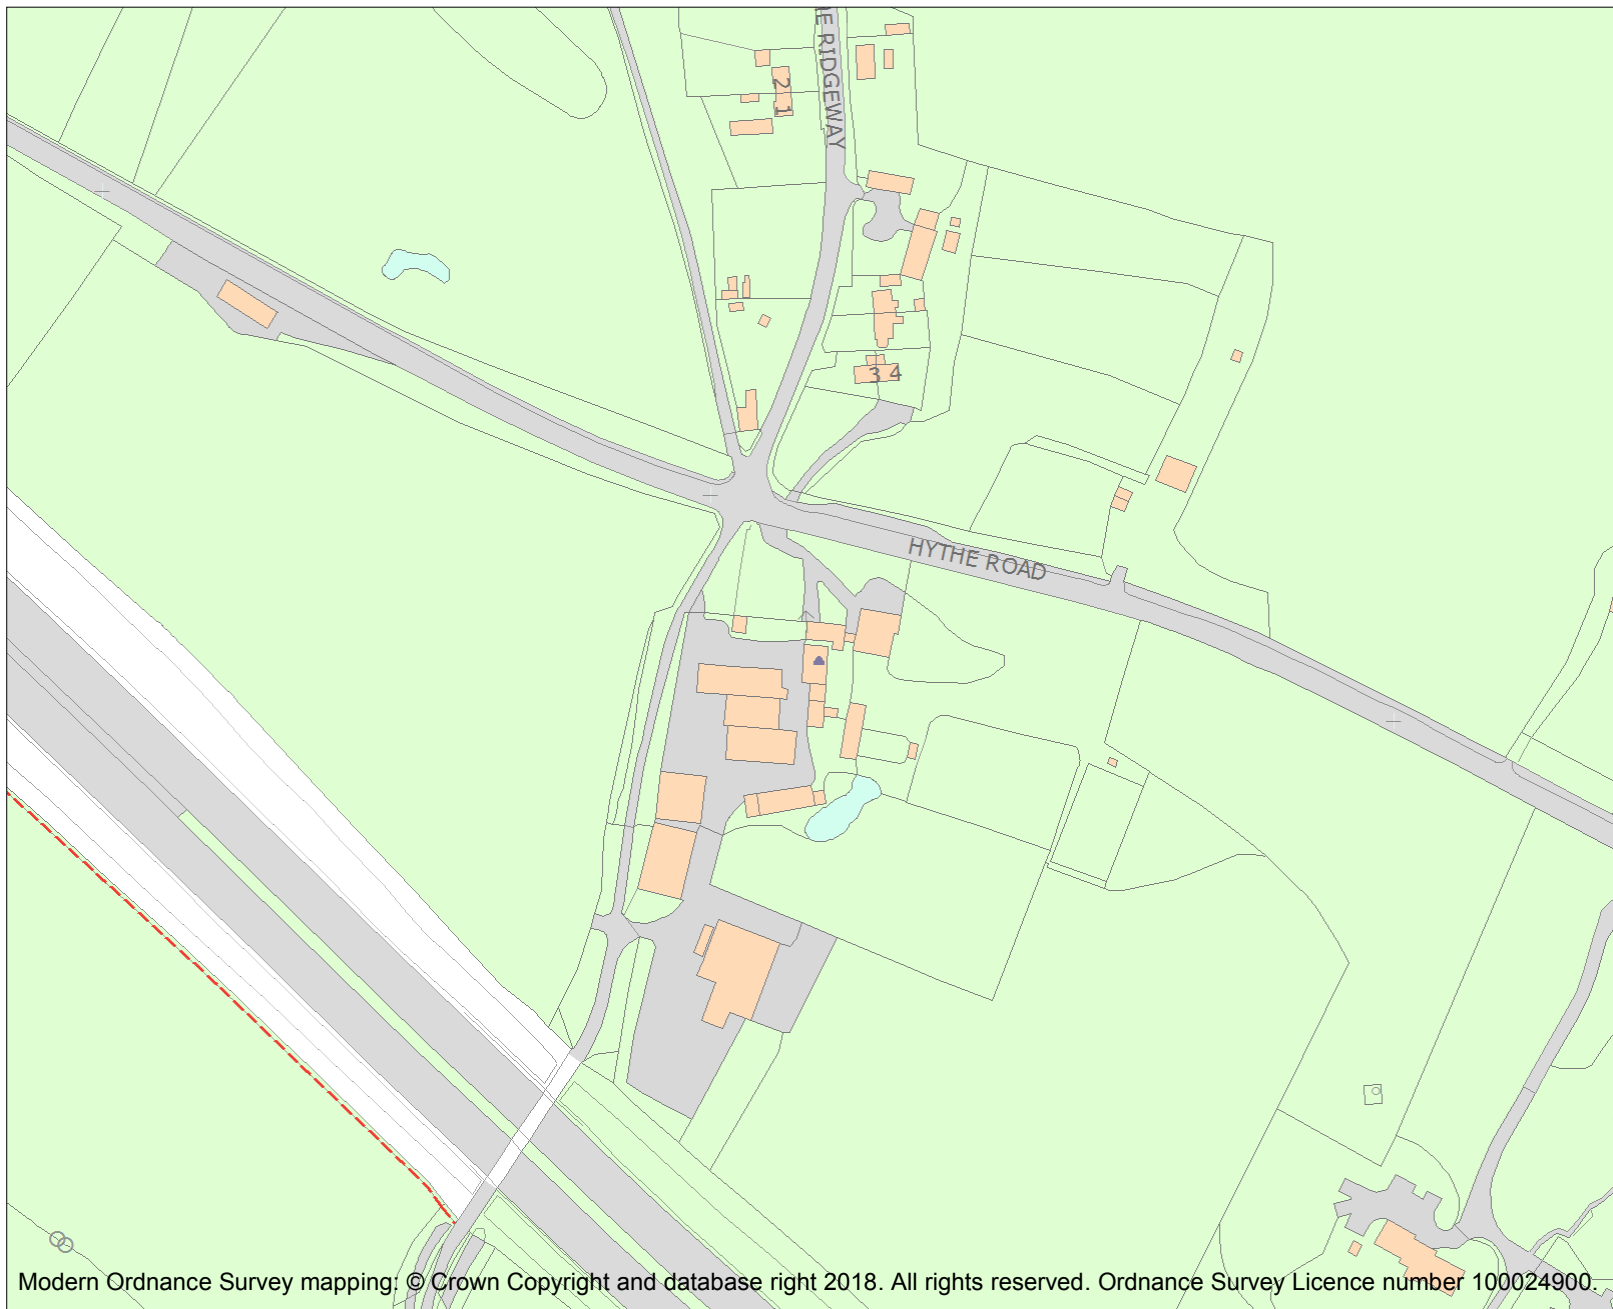 E RIDGEWAY
2
1
3 4
HYTHE ROAD
Modern Ordnance Survey mapping: © Crown Copyright and database right 2018. All rights reserved. Ordnance Survey Licence number 100024900.